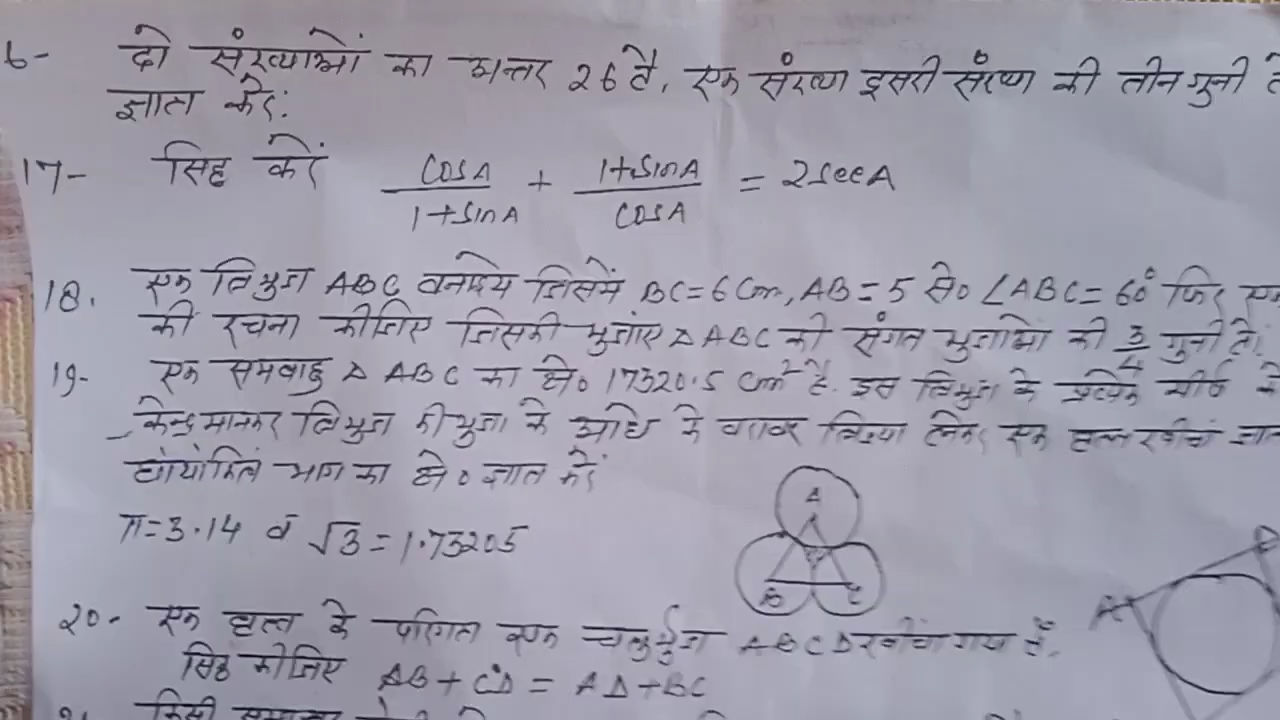 6- दो संख्याओं का अन्तर 26 है, एक संख्या दूसरी संख्या की तीन गुनी
ज्ञात करें:
17- सिद्ध करें cosA/1+sinA + 1+sinA/cosA = 2secA
18. एक त्रिभुज ABC बनाइये जिसमें BC=6cm, AB=5 से० ∠ABC=60° फिर एक
की रचना कीजिए जिसकी भुजाएं △ABC की संगत भुजाओं की 3/4 गुनी हो।
19- एक समबाहु △ ABC का क्षे० 17320.5 cm² है. इस त्रिभुज के प्रत्येक शीर्ष को
केन्द्र मानकर त्रिभुज की भुजा के आधे के बराबर त्रिज्या लेकर एक वृत्त खींचा
छायांकित भाग का क्षे० ज्ञात करें
π=3.14 व √3=1.73205
A
B C
20- एक वृत्त के परिगत एक चतुर्भुज ABCD खींचा गया है.
A
सिद्ध कीजिए AB+CD = AD+BC
किसी